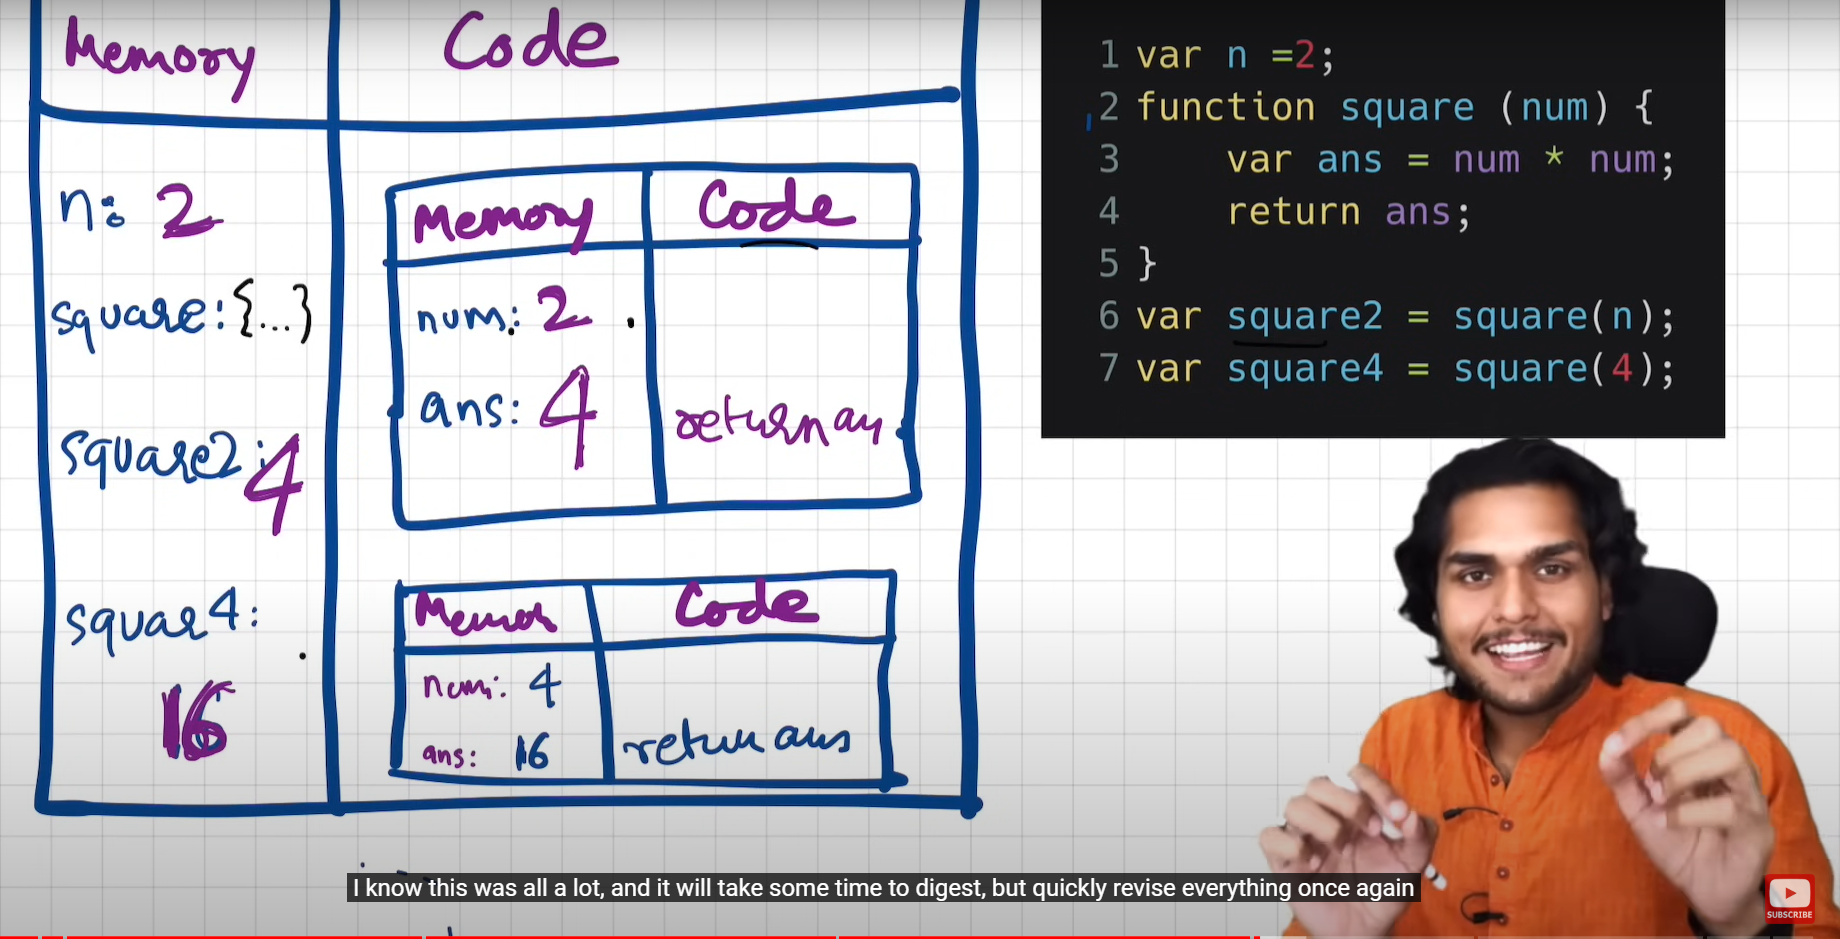 Memory
Code
n: 2
square: {...}
square2: 4
squar4:
16
Memory
Code
num: 2
ans: 4
return an
Code
num: 4
ans: 16
return ans
1 var n =2;
2 function square (num) {
3 var ans = num * num;
4 return ans;
5 }
6 var square2 = square(n);
7 var square4 = square(4);
I know this was all a lot, and it will take some time to digest, but quickly revise everything once again
SUBSCRIBE